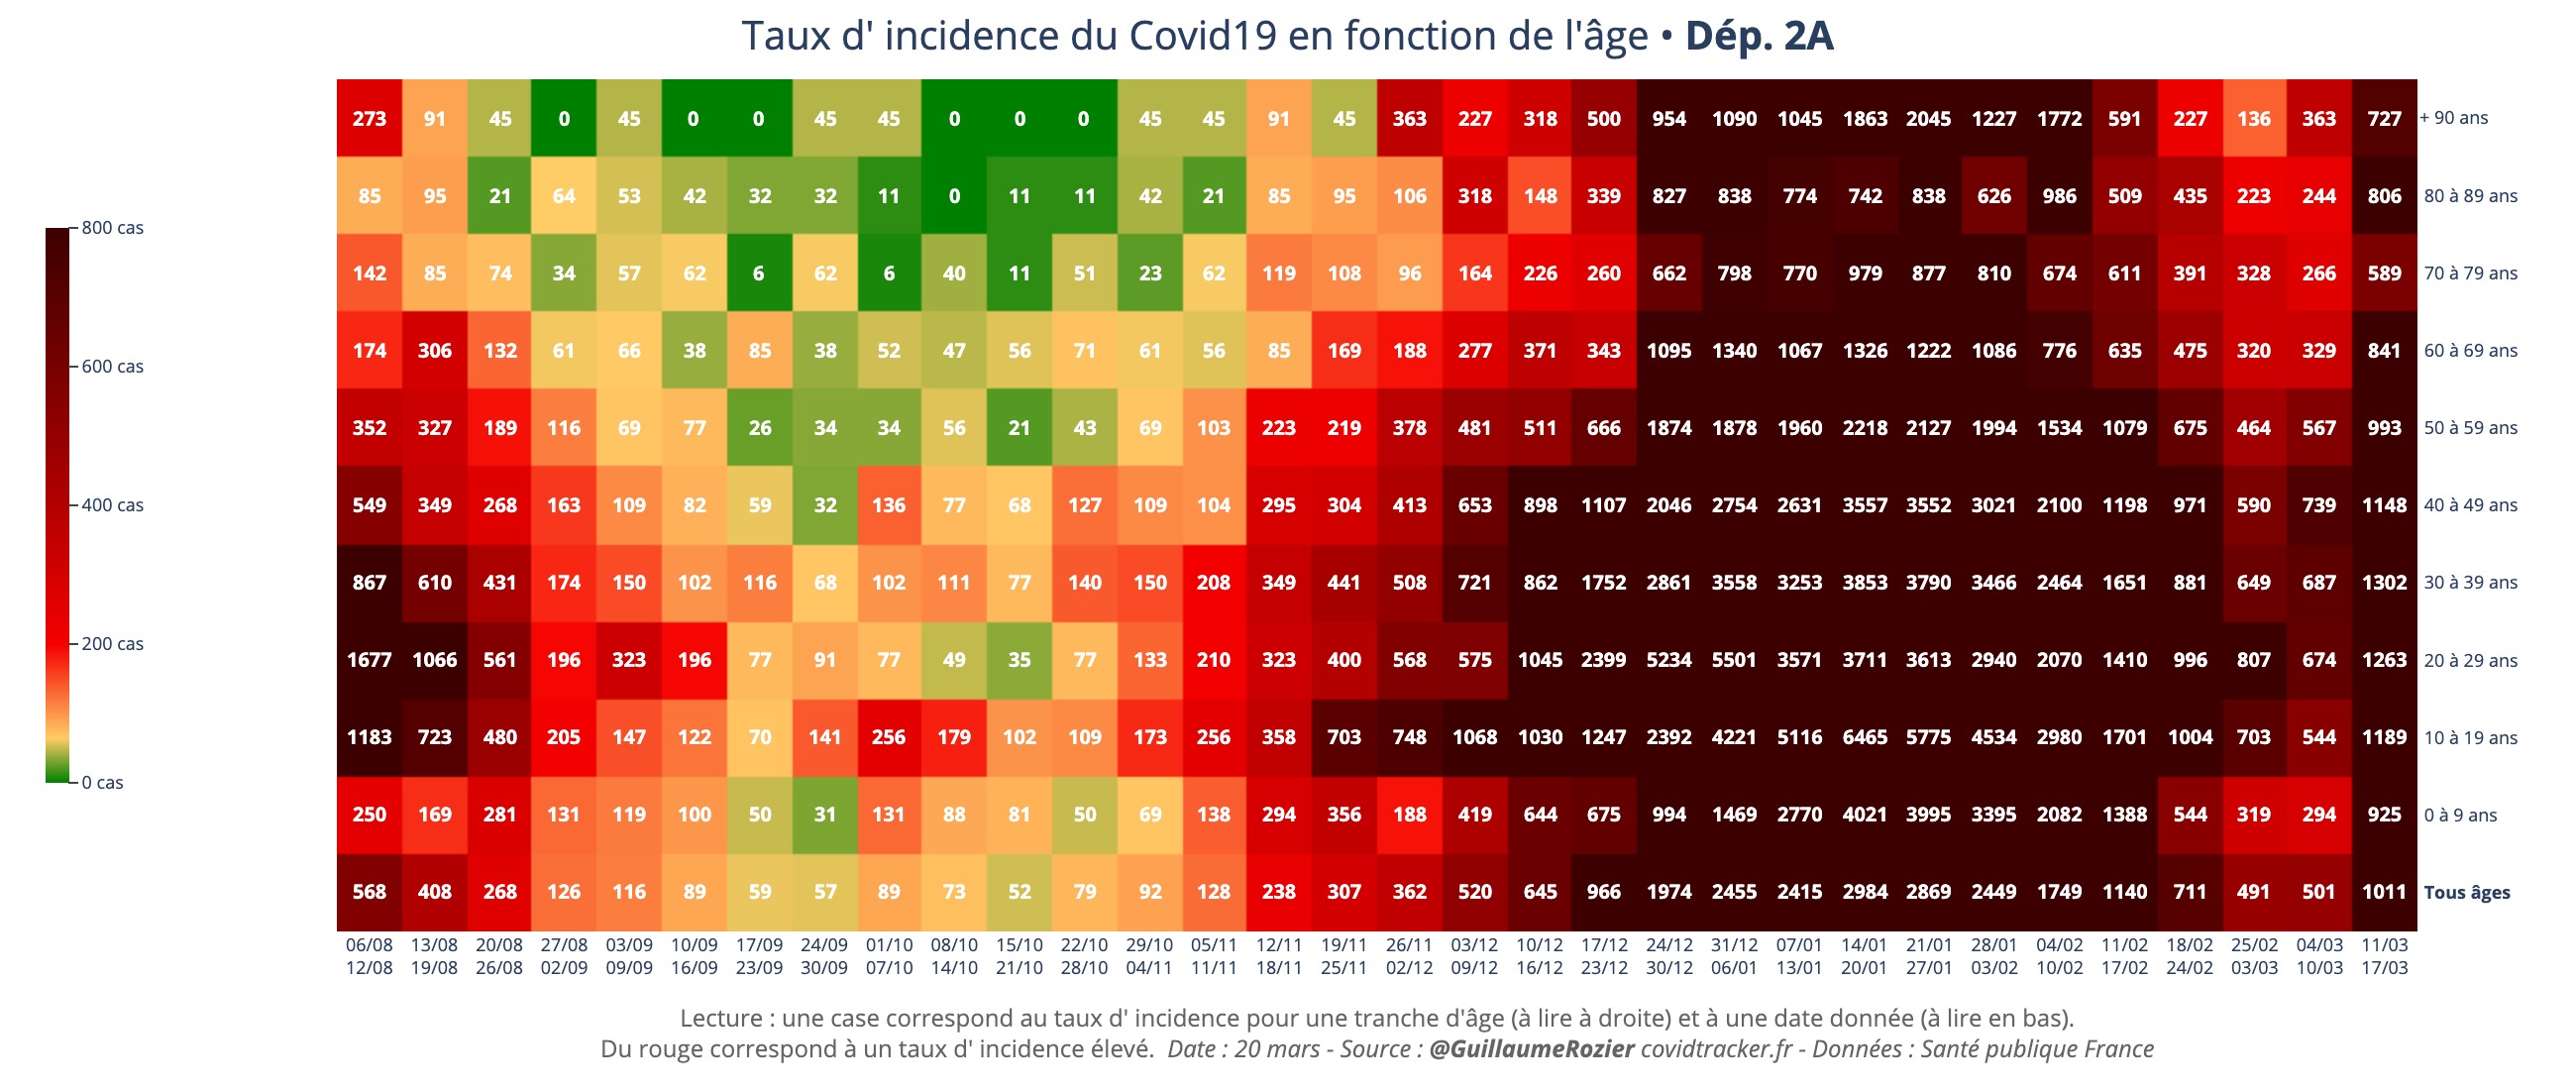 Taux d' incidence du Covid19 en fonction de l'âge • Dép. 2A
800 cas
600 cas
400 cas
200 cas
0 cas
273 91 45 0 45 0 0 45 45 0 0 0 45 45 91 45 363 227 318 500 954 1090 1045 1863 2045 1227 1772 591 227 136 363 727 + 90 ans
85 95 21 64 53 42 32 32 11 0 11 11 42 21 85 95 106 318 148 339 827 838 774 742 838 626 986 509 435 223 244 806 80 à 89 ans
142 85 74 34 57 62 6 62 6 40 11 51 23 62 119 108 96 164 226 260 662 798 770 979 877 810 674 611 391 328 266 589 70 à 79 ans
174 306 132 61 66 38 85 38 52 47 56 71 61 56 85 169 188 277 371 343 1095 1340 1067 1326 1222 1086 776 635 475 320 329 841 60 à 69 ans
352 327 189 116 69 77 26 34 34 56 21 43 69 103 223 219 378 481 511 666 1874 1878 1960 2218 2127 1994 1534 1079 675 464 567 993 50 à 59 ans
549 349 268 163 109 82 59 32 136 77 68 127 109 104 295 304 413 653 898 1107 2046 2754 2631 3557 3552 3021 2100 1198 971 590 739 1148 40 à 49 ans
867 610 431 174 150 102 116 68 102 111 77 140 150 208 349 441 508 721 862 1752 2861 3558 3253 3853 3790 3466 2464 1651 881 649 687 1302 30 à 39 ans
1677 1066 561 196 323 196 77 91 77 49 35 77 133 210 323 400 568 575 1045 2399 5234 5501 3571 3711 3613 2940 2070 1410 996 807 674 1263 20 à 29 ans
1183 723 480 205 147 122 70 141 256 179 102 109 173 256 358 703 748 1068 1030 1247 2392 4221 5116 6465 5775 4534 2980 1701 1004 703 544 1189 10 à 19 ans
250 169 281 131 119 100 50 31 131 88 81 50 69 138 294 356 188 419 644 675 994 1469 2770 4021 3995 3395 2082 1388 544 319 294 925 0 à 9 ans
568 408 268 126 116 89 59 57 89 73 52 79 92 128 238 307 362 520 645 966 1974 2455 2415 2984 2869 2449 1749 1140 711 491 501 1011 Tous âges
06/08 13/08 20/08 27/08 03/09 10/09 17/09 24/09 01/10 08/10 15/10 22/10 29/10 05/11 12/11 19/11 26/11 03/12 10/12 17/12 24/12 31/12 07/01 14/01 21/01 28/01 04/02 11/02 18/02 25/02 04/03 11/03
12/08 19/08 26/08 02/09 09/09 16/09 23/09 30/09 07/10 14/10 21/10 28/10 04/11 11/11 18/11 25/11 02/12 09/12 16/12 23/12 30/12 06/01 13/01 20/01 27/01 03/02 10/02 17/02 24/02 03/03 10/03 17/03
Lecture : une case correspond au taux d' incidence pour une tranche d'âge (à lire à droite) et à une date donnée (à lire en bas).
Du rouge correspond à un taux d' incidence élevé. Date : 20 mars - Source : @GuillaumeRozier covidtracker.fr - Données : Santé publique France